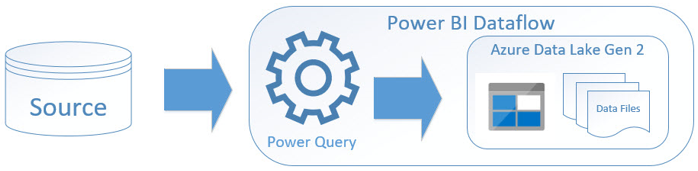 Power BI Dataflow
Source
Power Query
Azure Data Lake Gen 2
Data Files